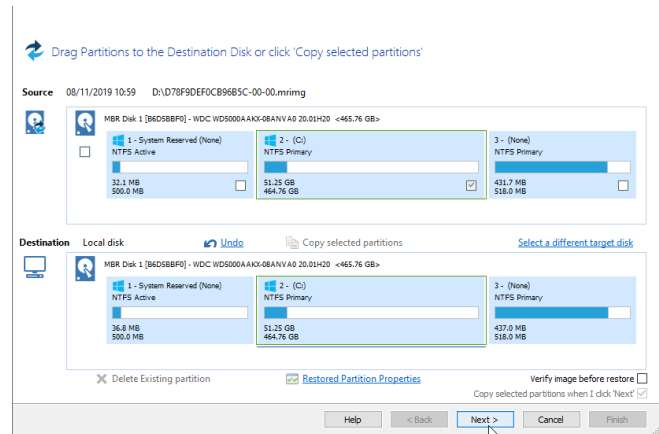 Drag Partitions to the Destination Disk or click 'Copy selected partitions'
Source 08/11/2019 10:59 D:\D78F9DEF0CB96B5C-00-00.mrimg
MBR Disk 1 [B6D5BBF0] - WDC WD5000AAKX-08ANVA0 20.01H20 <465.76 GB>
1 - System Reserved (None)
NTFS Active
32.1 MB
500.0 MB
2 - (C:)
NTFS Primary
51.25 GB
464.76 GB
3 - (None)
NTFS Primary
431.7 MB
518.0 MB
Destination Local disk Undo Copy selected partitions Select a different target disk
MBR Disk 1 [B6D5BBF0] - WDC WD5000AAKX-08ANVA0 20.01H20 <465.76 GB>
1 - System Reserved (None)
NTFS Active
36.8 MB
500.0 MB
2 - (C:)
NTFS Primary
51.25 GB
464.76 GB
3 - (None)
NTFS Primary
437.0 MB
518.0 MB
Delete Existing partition Restored Partition Properties Verify image before restore
Copy selected partitions when I click 'Next'
Help < Back Next > Cancel Finish